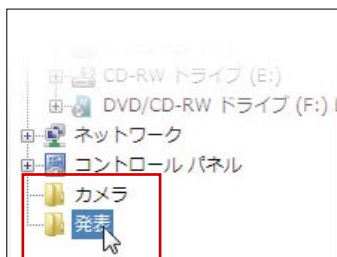 CD-RW ドライブ (E:)
DVD/CD-RW ドライブ (F:)
ネットワーク
コントロール パネル
カメラ
発表